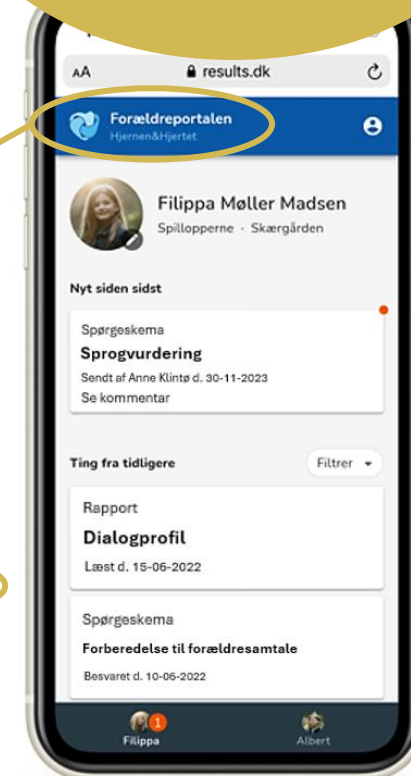 AA results.dk
Forældreportalen
Hjernen&Hjertet
Filippa Møller Madsen
Spillopperne · Skærgården
Nyt siden sidst
Spørgeskema
Sprogvurdering
Sendt af Anne Klintø d. 30-11-2023
Se kommentar
Ting fra tidligere Filtrer
Rapport
Dialogprofil
Læst d. 15-06-2022
Spørgeskema
Forberedelse til forældresamtale
Besvaret d. 10-06-2022
1
Filippa Albert